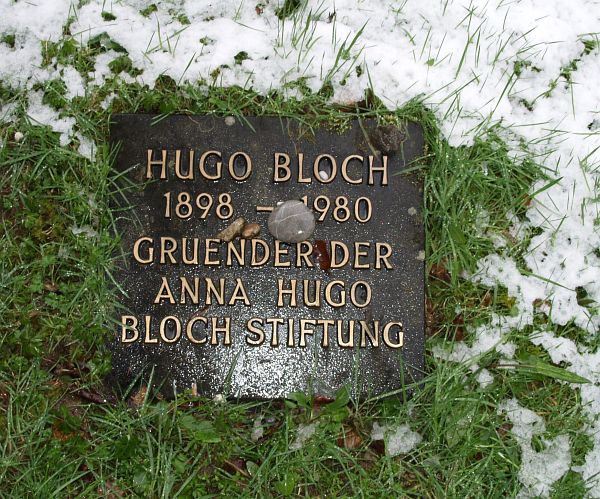 HUGO BLOCH
1898 – 1980
GRUENDER DER
ANNA HUGO
BLOCH STIFTUNG